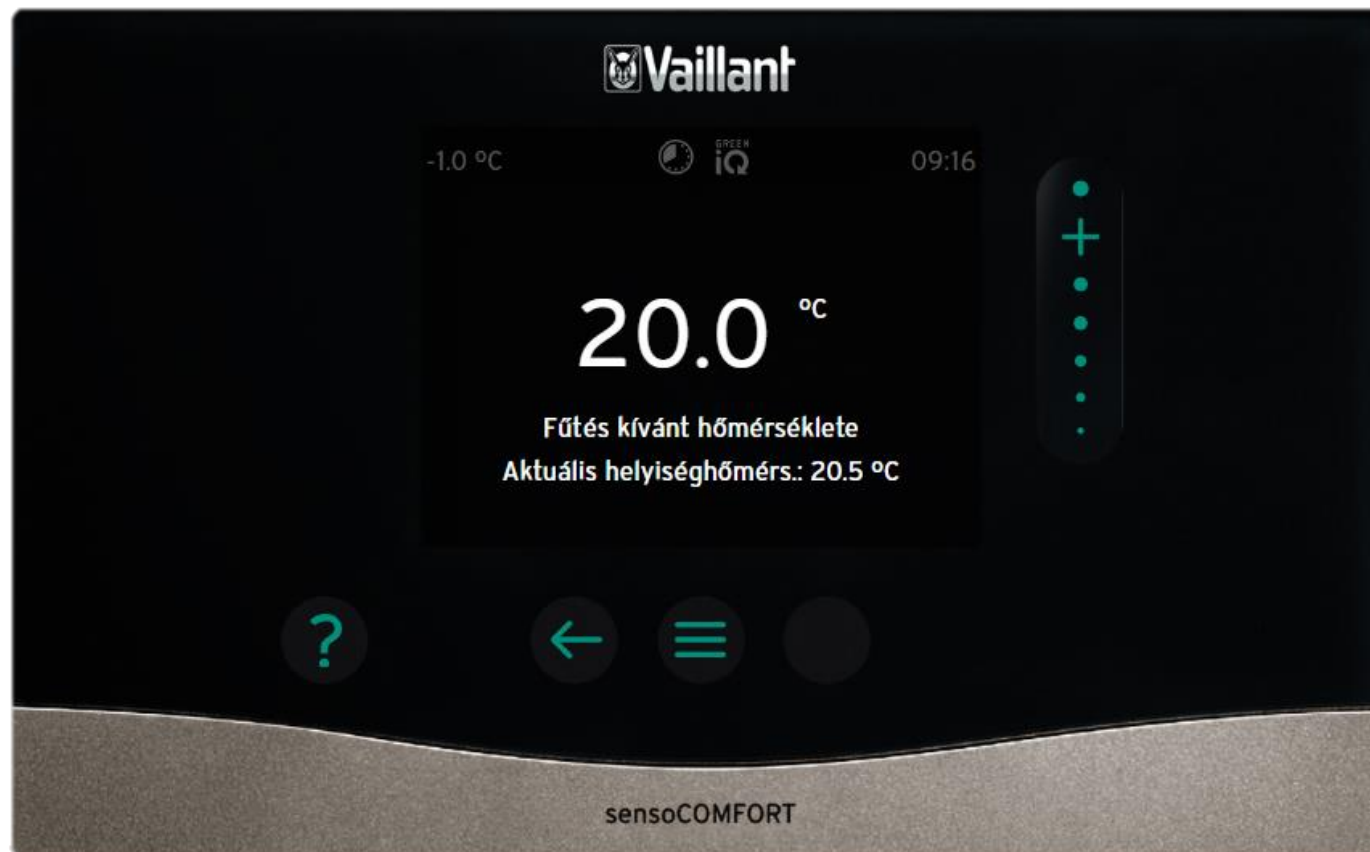 Vaillant
-1.0 °C
GREEN
iQ
09:16
20.0 °C
Fűtés kívánt hőmérséklete
Aktuális helyiséghőmérs.: 20.5 °C
?
sensoCOMFORT